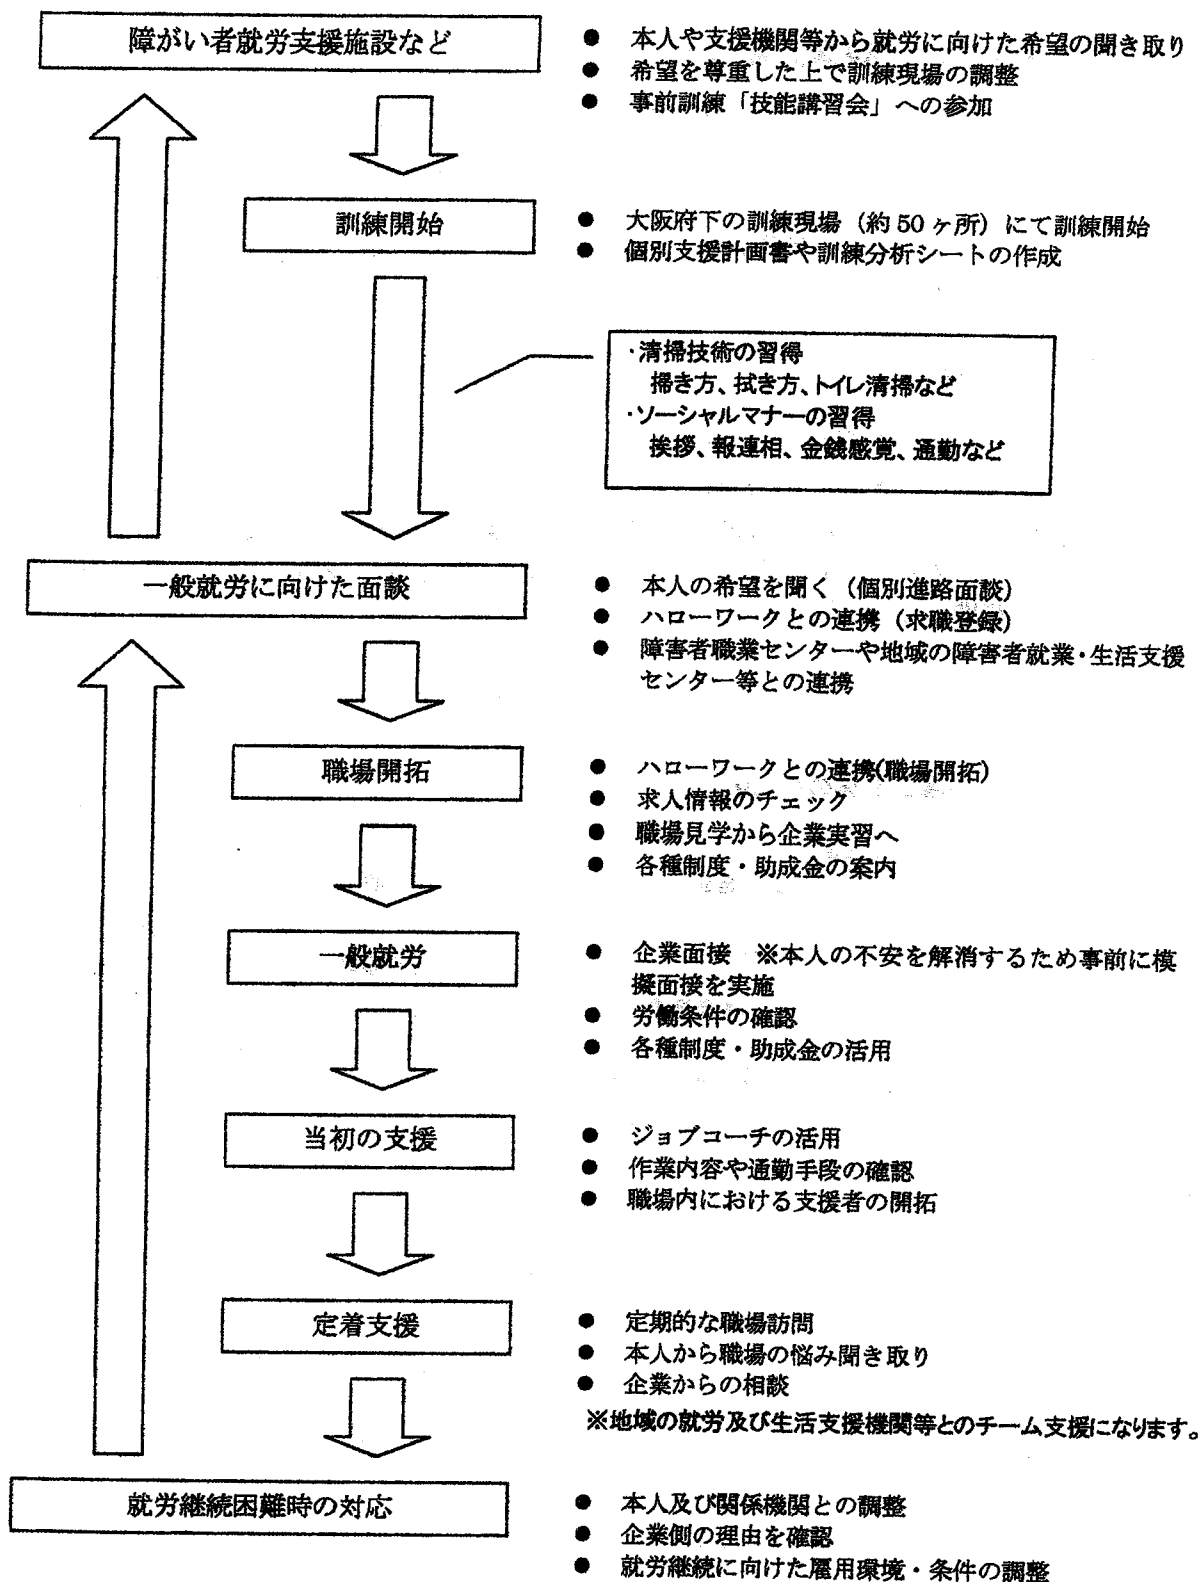 障がい者就労支援施設など
● 本人や支援機関等から就労に向けた希望の聞き取り
● 希望を尊重した上で訓練現場の調整
● 事前訓練「技能講習会」への参加
訓練開始
● 大阪府下の訓練現場（約50ヶ所）にて訓練開始
● 個別支援計画書や訓練分析シートの作成
・清掃技術の習得
掃き方、拭き方、トイレ清掃など
・ソーシャルマナーの習得
挨拶、報連相、金銭感覚、通勤など
一般就労に向けた面談
● 本人の希望を聞く（個別進路面談）
● ハローワークとの連携（求職登録）
● 障害者職業センターや地域の障害者就業・生活支援
センター等との連携
職場開拓
● ハローワークとの連携(職場開拓)
● 求人情報のチェック
● 職場見学から企業実習へ
● 各種制度・助成金の案内
一般就労
● 企業面接　※本人の不安を解消するため事前に模
擬面接を実施
● 労働条件の確認
● 各種制度・助成金の活用
当初の支援
● ジョブコーチの活用
● 作業内容や通勤手段の確認
● 職場内における支援者の開拓
定着支援
● 定期的な職場訪問
● 本人から職場の悩み聞き取り
● 企業からの相談
※地域の就労及び生活支援機関等とのチーム支援になります。
就労継続困難時の対応
● 本人及び関係機関との調整
● 企業側の理由を確認
● 就労継続に向けた雇用環境・条件の調整